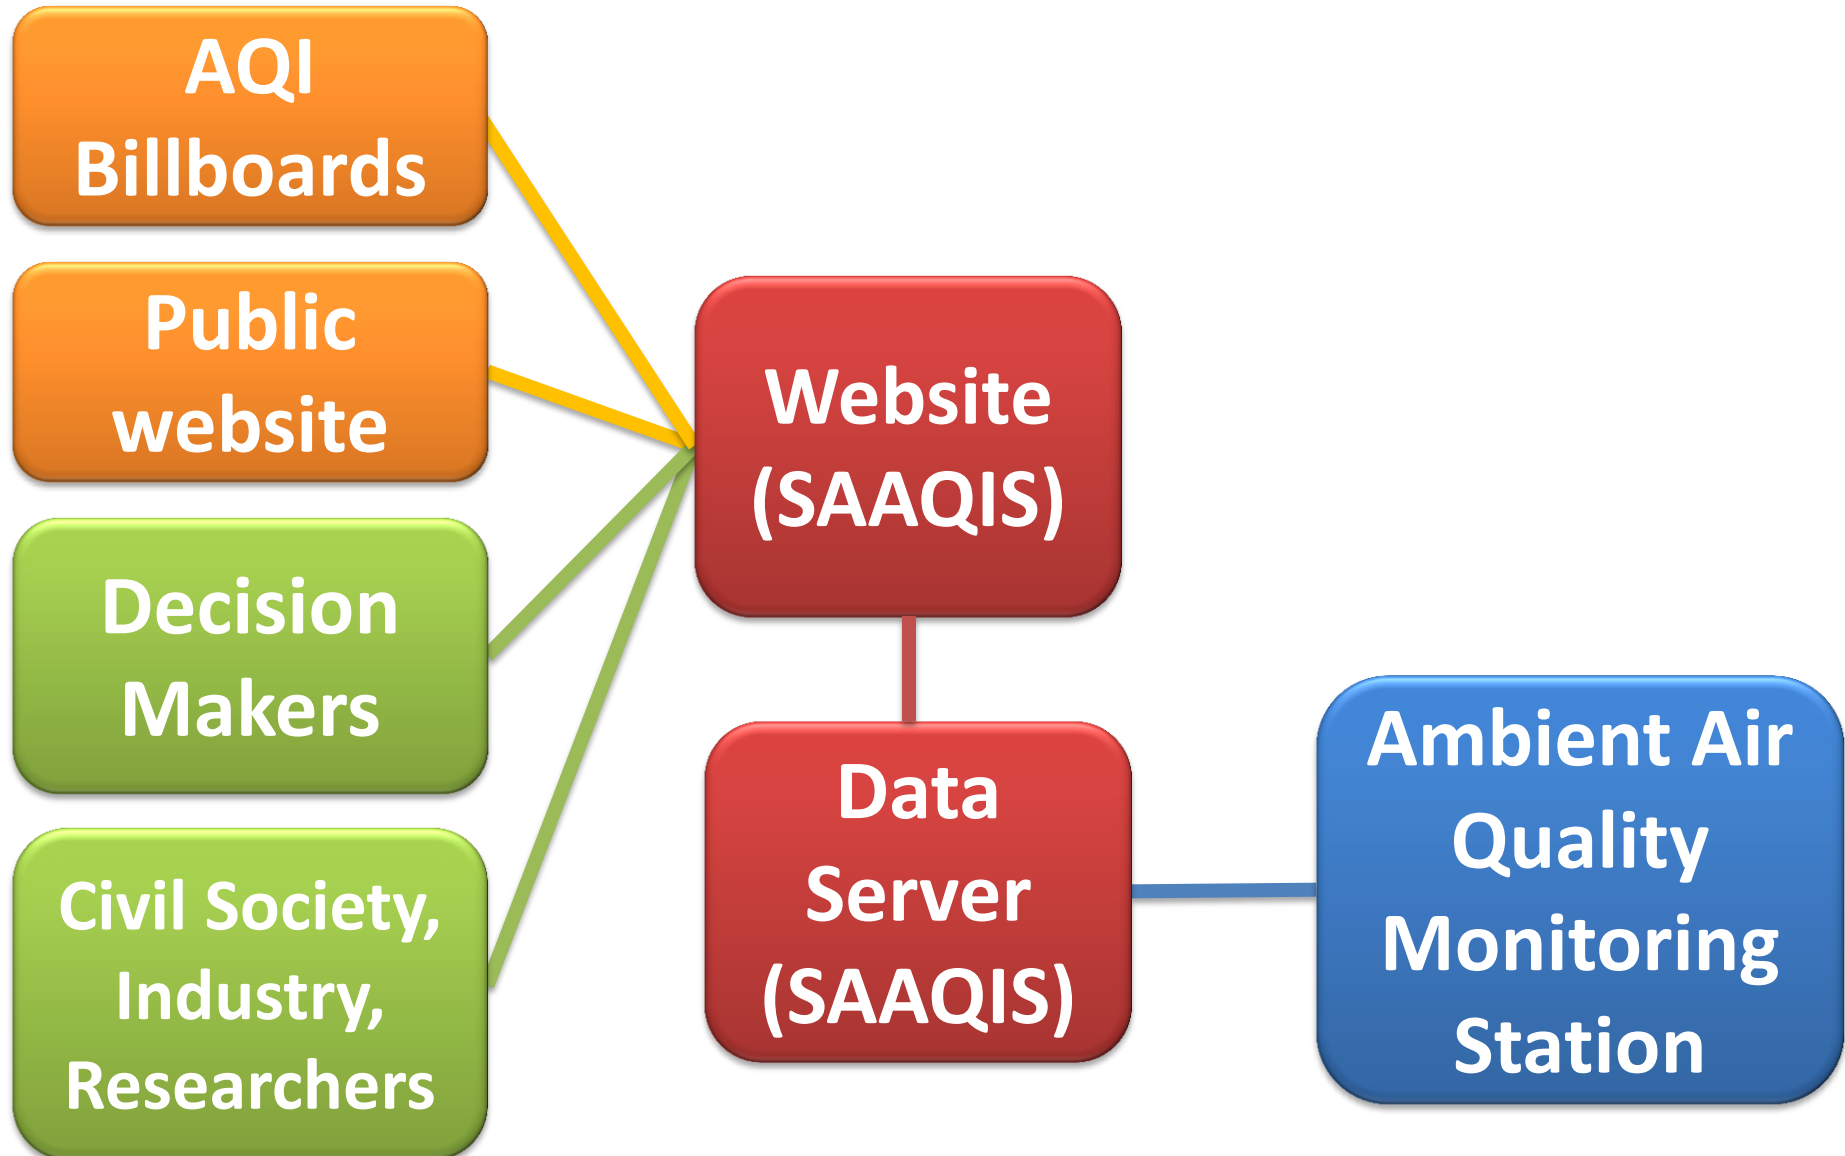 AQI
Billboards
Public
website
Decision
Makers
Civil Society,
Industry,
Researchers
Website
(SAAQIS)
Data
Server
(SAAQIS)
Ambient Air
Quality
Monitoring
Station